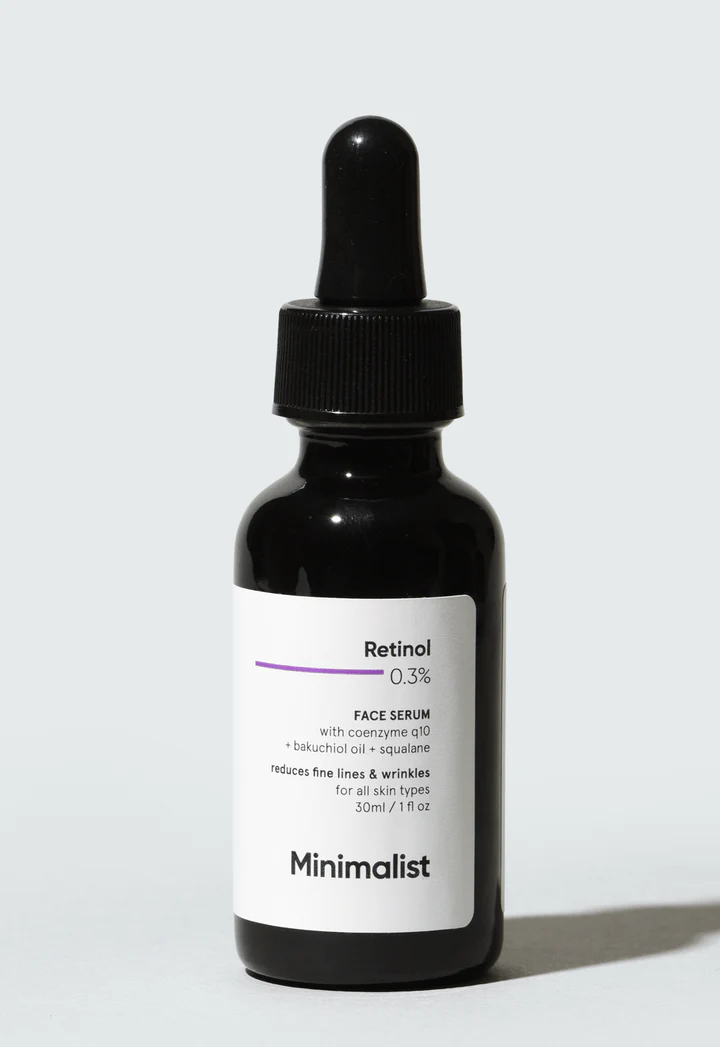 Retinol
0.3%
FACE SERUM
with coenzyme q10
+ bakuchiol oil + squalane
reduces fine lines & wrinkles
for all skin types
30ml / 1 fl oz
Minimalist